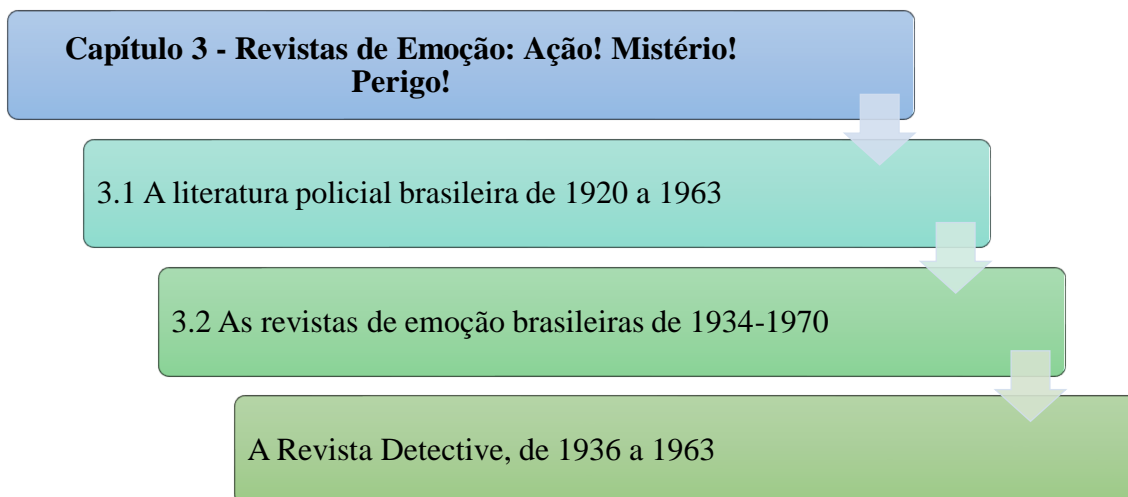 Capítulo 3 - Revistas de Emoção: Ação! Mistério!
Perigo!
3.1 A literatura policial brasileira de 1920 a 1963
3.2 As revistas de emoção brasileiras de 1934-1970
A Revista Detective, de 1936 a 1963